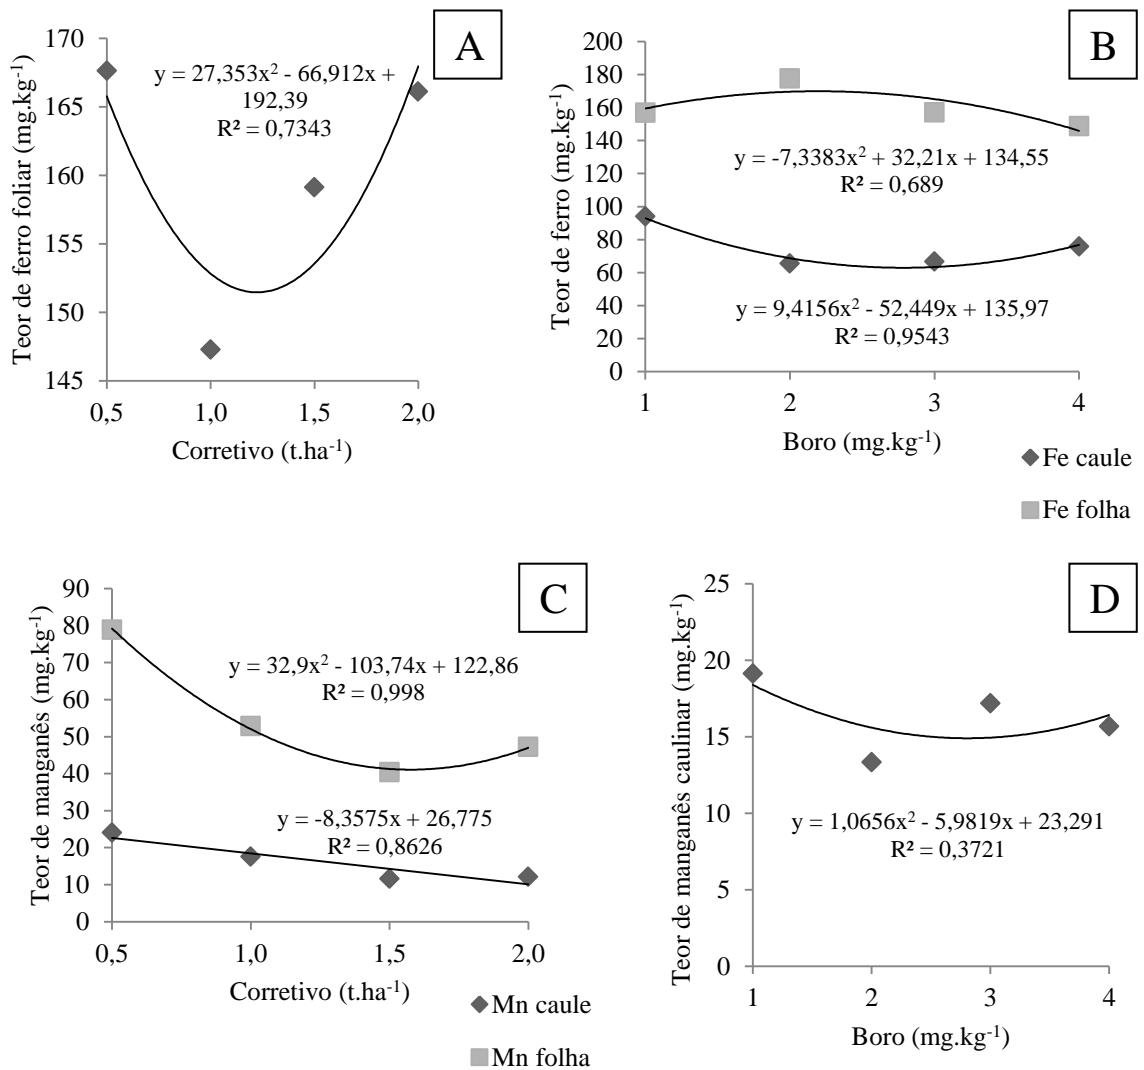 A
170
165
160
155
150
145
0,5
1,0
1,5
2,0
Teor de ferro foliar (mg.kg⁻¹)
Corretivo (t.ha⁻¹)
y = 27,353x² - 66,912x +
192,39
R² = 0,7343
B
200
180
160
140
120
100
80
60
40
20
0
1
2
3
4
Teor de ferro (mg.kg⁻¹)
Boro (mg.kg⁻¹)
y = -7,3383x² + 32,21x + 134,55
R² = 0,689
y = 9,4156x² - 52,449x + 135,97
R² = 0,9543
Fe caule
Fe folha
C
90
80
70
60
50
40
30
20
10
0
0,5
1,0
1,5
2,0
Teor de manganês (mg.kg⁻¹)
Corretivo (t.ha⁻¹)
y = 32,9x² - 103,74x + 122,86
R² = 0,998
y = -8,3575x + 26,775
R² = 0,8626
Mn caule
Mn folha
D
25
20
15
10
5
0
1
2
3
4
Teor de manganês caulinar (mg.kg⁻¹)
Boro (mg.kg⁻¹)
y = 1,0656x² - 5,9819x + 23,291
R² = 0,3721